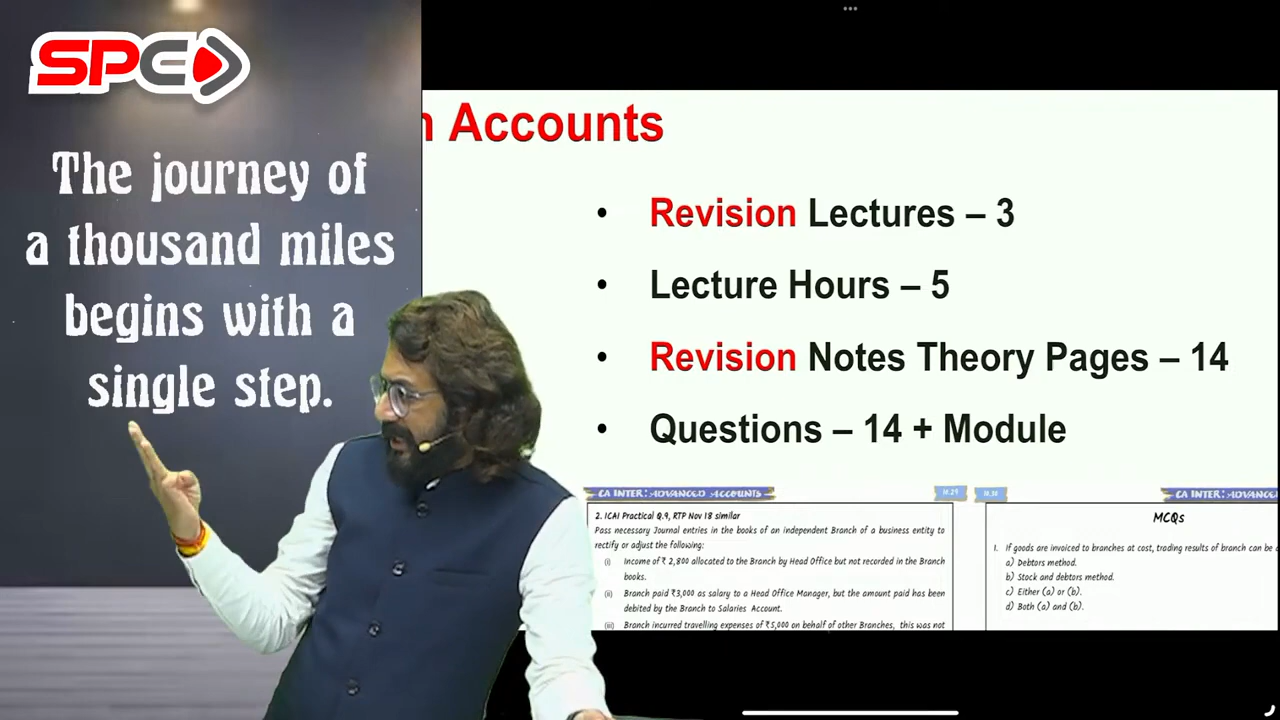 SPC
The journey of
a thousand miles
begins with a
single step.
Accounts
• Revision Lectures – 3
• Lecture Hours – 5
• Revision Notes Theory Pages – 14
• Questions – 14 + Module
CA INTER: ADVANCED ACCOUNTS
2. ICAI Practical Q.9, RTP Nov 18 similar
Pass necessary Journal entries in the books of an independent Branch of a business entity to
rectify or adjust the following:
(i) Income of ₹ 2,800 allocated to the Branch by Head Office but not recorded in the Branch
books.
(ii) Branch paid ₹3,000 as salary to a Head Office Manager, but the amount paid has been
debited by the Branch to Salaries Account.
(iii) Branch incurred travelling expenses of ₹5,000 on behalf of other Branches, this was not
CA INTER: ADVANCE
MCQs
1. If goods are invoiced to branches at cost, trading results of branch can be
a) Debtors method.
b) Stock and debtors method.
c) Either (a) or (b).
d) Both (a) and (b).